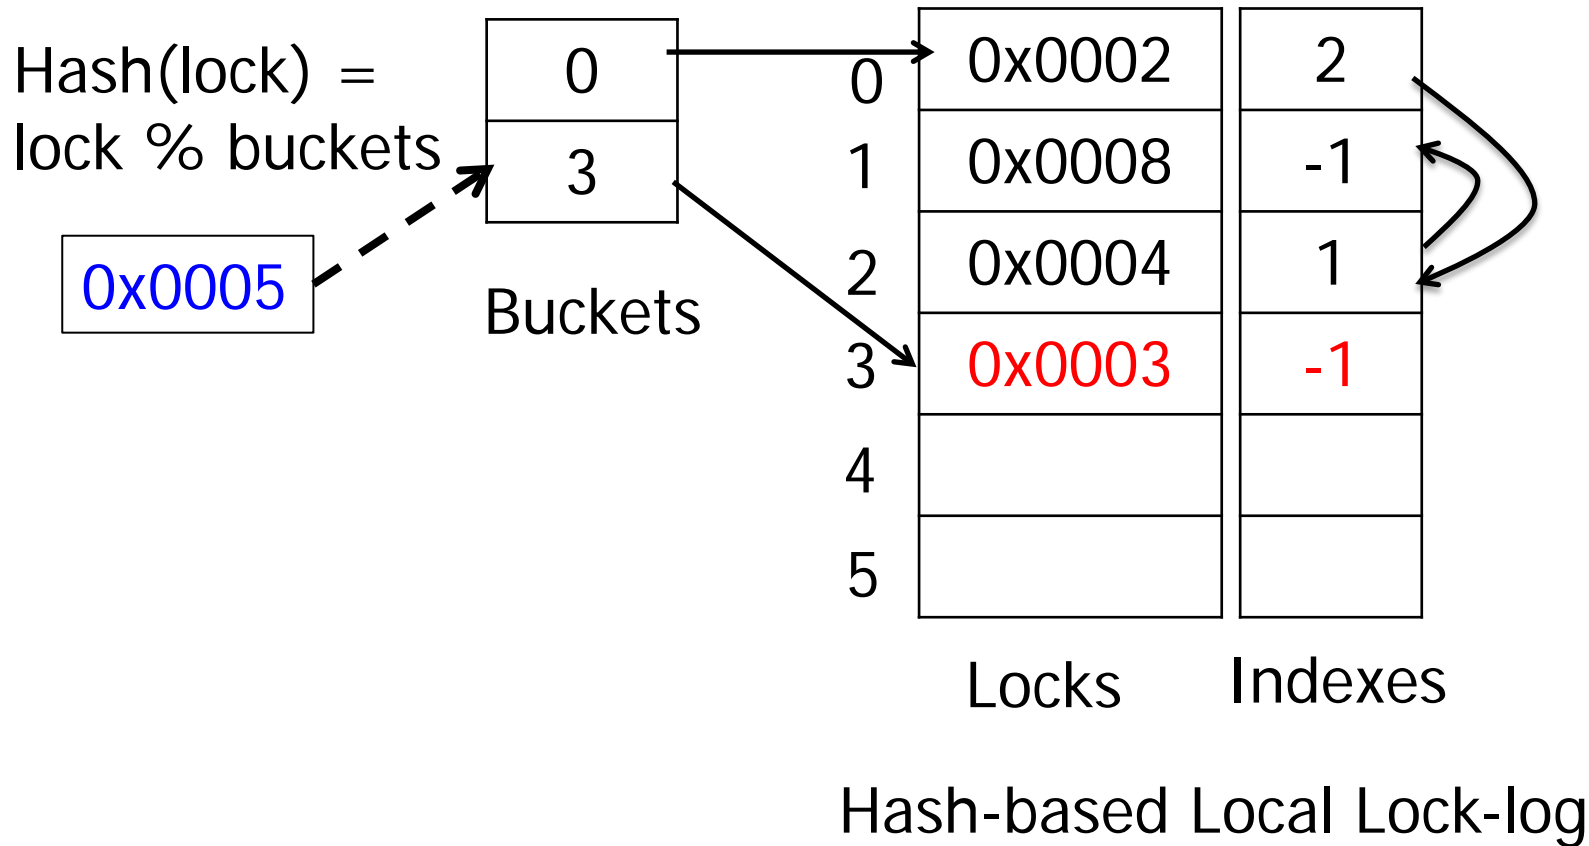 Hash(lock) =
lock % buckets
0x0005
0
3
Buckets
0 0x0002 2
1 0x0008 -1
2 0x0004 1
3 0x0003 -1
4
5
Locks Indexes
Hash-based Local Lock-log